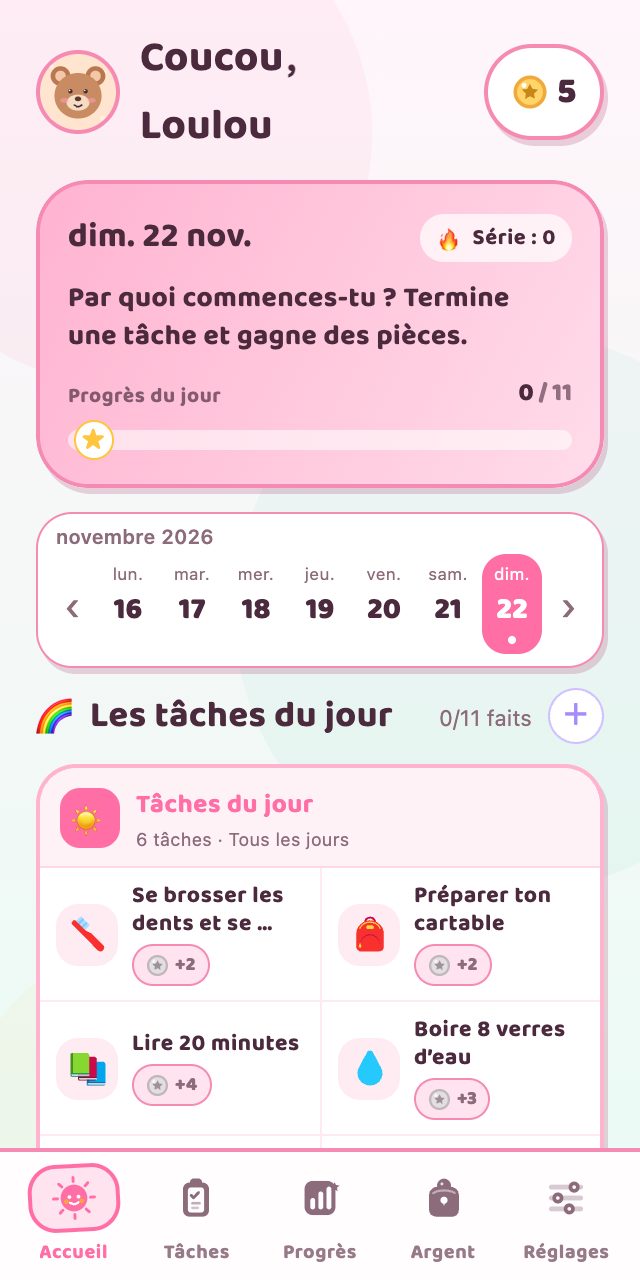 Coucou,
Loulou
5
dim. 22 nov.
Série : 0
Par quoi commences-tu ? Termine
une tâche et gagne des pièces.
Progrès du jour
0 / 11
novembre 2026
lun. mar. mer. jeu. ven. sam. dim.
‹ 16 17 18 19 20 21 22 ›
Les tâches du jour
0/11 faits
+
Tâches du jour
6 tâches · Tous les jours
Se brosser les
dents et se ...
+2
Préparer ton
cartable
+2
Lire 20 minutes
+4
Boire 8 verres
d’eau
+3
Accueil Tâches Progrès Argent Réglages